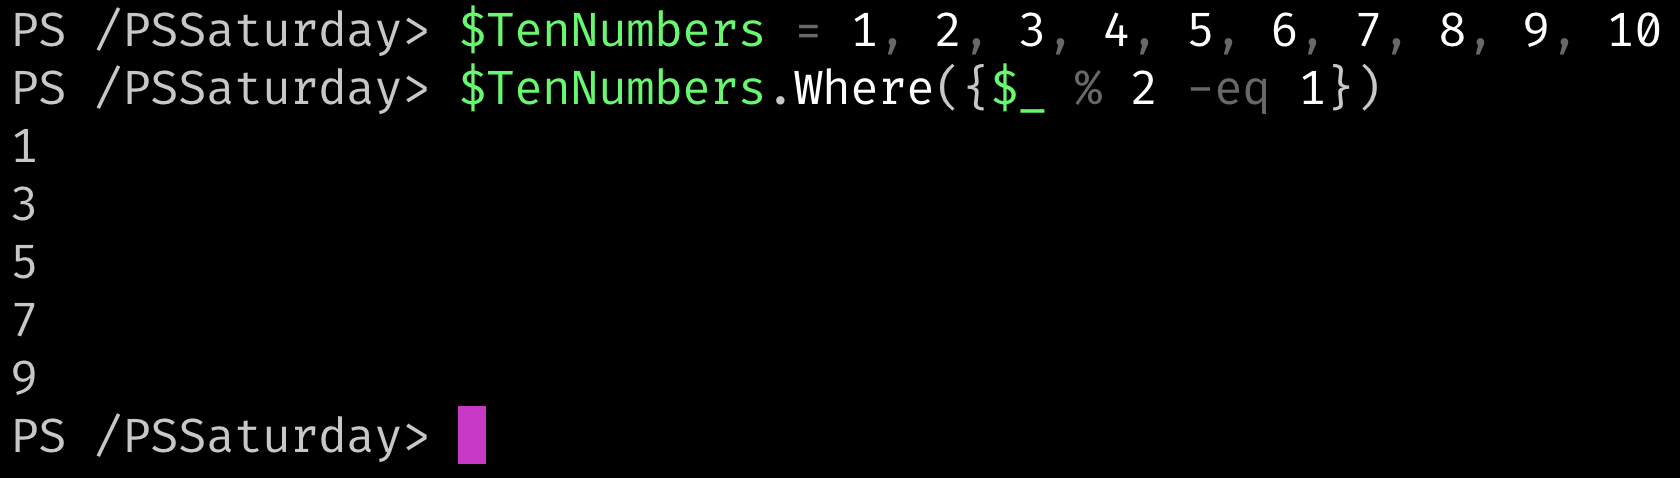 PS /PSSaturday> $TenNumbers = 1, 2, 3, 4, 5, 6, 7, 8, 9, 10
PS /PSSaturday> $TenNumbers.Where({$_ % 2 -eq 1})
1
3
5
7
9
PS /PSSaturday>